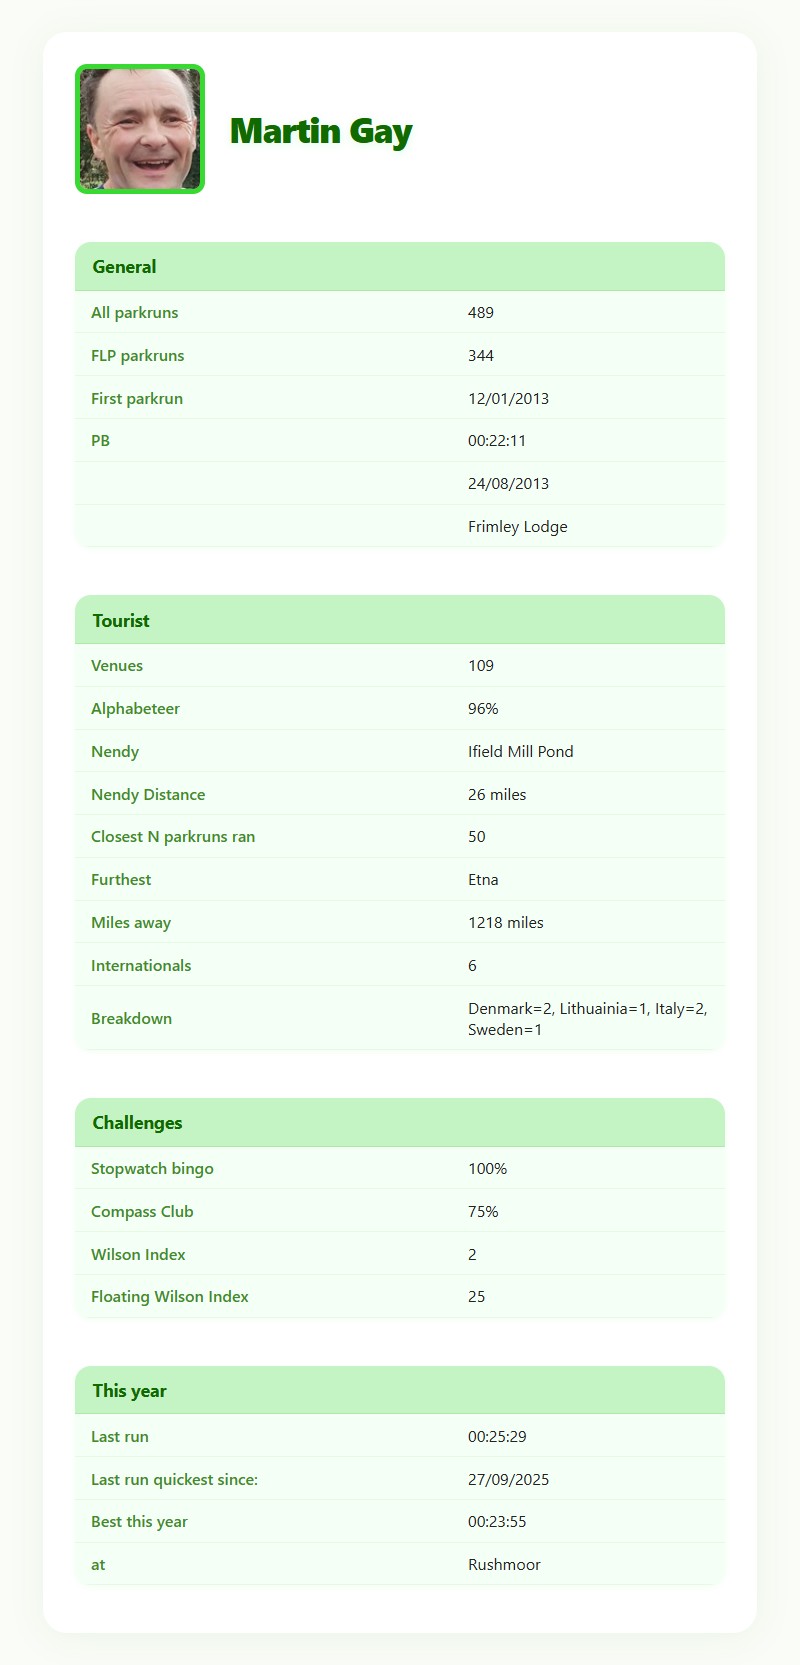 Martin Gay
General
All parkruns 489
FLP parkruns 344
First parkrun 12/01/2013
PB 00:22:11
24/08/2013
Frimley Lodge
Tourist
Venues 109
Alphabeteer 96%
Nendy Ifield Mill Pond
Nendy Distance 26 miles
Closest N parkruns ran 50
Furthest Etna
Miles away 1218 miles
Internationals 6
Breakdown Denmark=2, Lithuainia=1, Italy=2,
Sweden=1
Challenges
Stopwatch bingo 100%
Compass Club 75%
Wilson Index 2
Floating Wilson Index 25
This year
Last run 00:25:29
Last run quickest since: 27/09/2025
Best this year 00:23:55
at Rushmoor